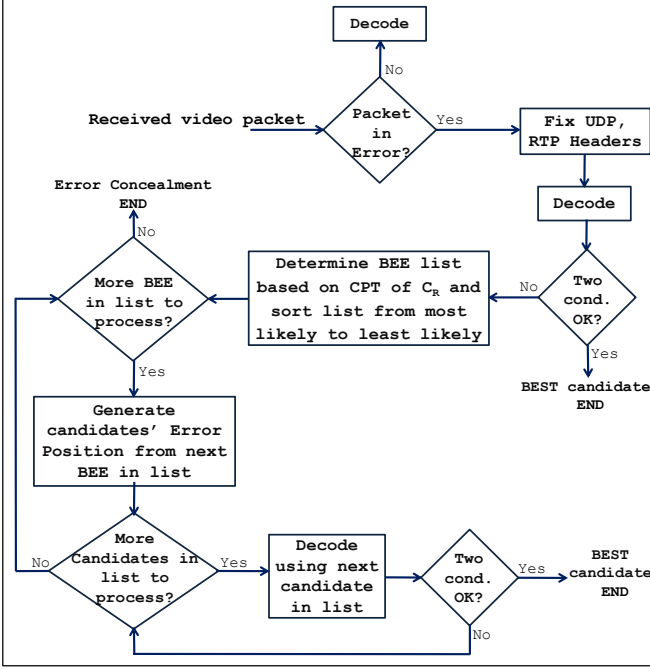 Decode
No
Received video packet
Packet
in
Error?
Yes
Fix UDP,
RTP Headers
Decode
Two
cond.
OK?
Yes
BEST candidate
END
No
Determine BEE list
based on CPT of CR and
sort list from most
likely to least likely
Error Concealment
END
No
More BEE
in list to
process?
Yes
Generate
candidates’ Error
Position from next
BEE in list
More
Candidates in
list to
process?
No
Yes
Decode
using next
candidate
in list
Two
cond.
OK?
Yes
BEST
candidate
END
No